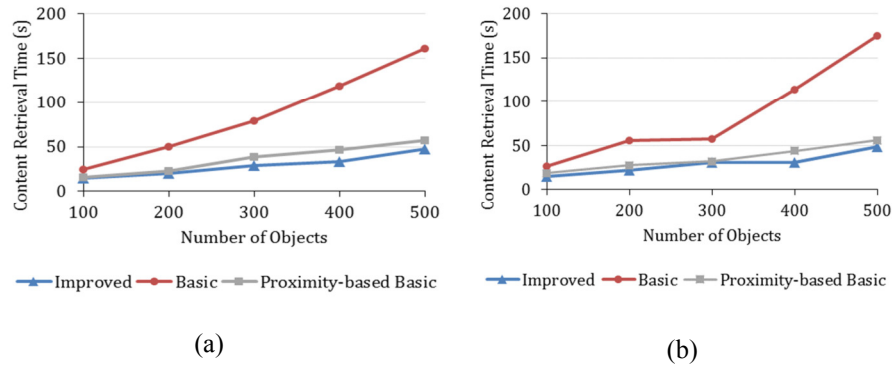 Content Retrieval Time (s)
200
150
100
50
0
100 200 300 400 500
Number of Objects
Improved Basic Proximity-based Basic
(a)
Content Retrieval Time (s)
200
150
100
50
0
100 200 300 400 500
Number of Objects
Improved Basic Proximity-based Basic
(b)